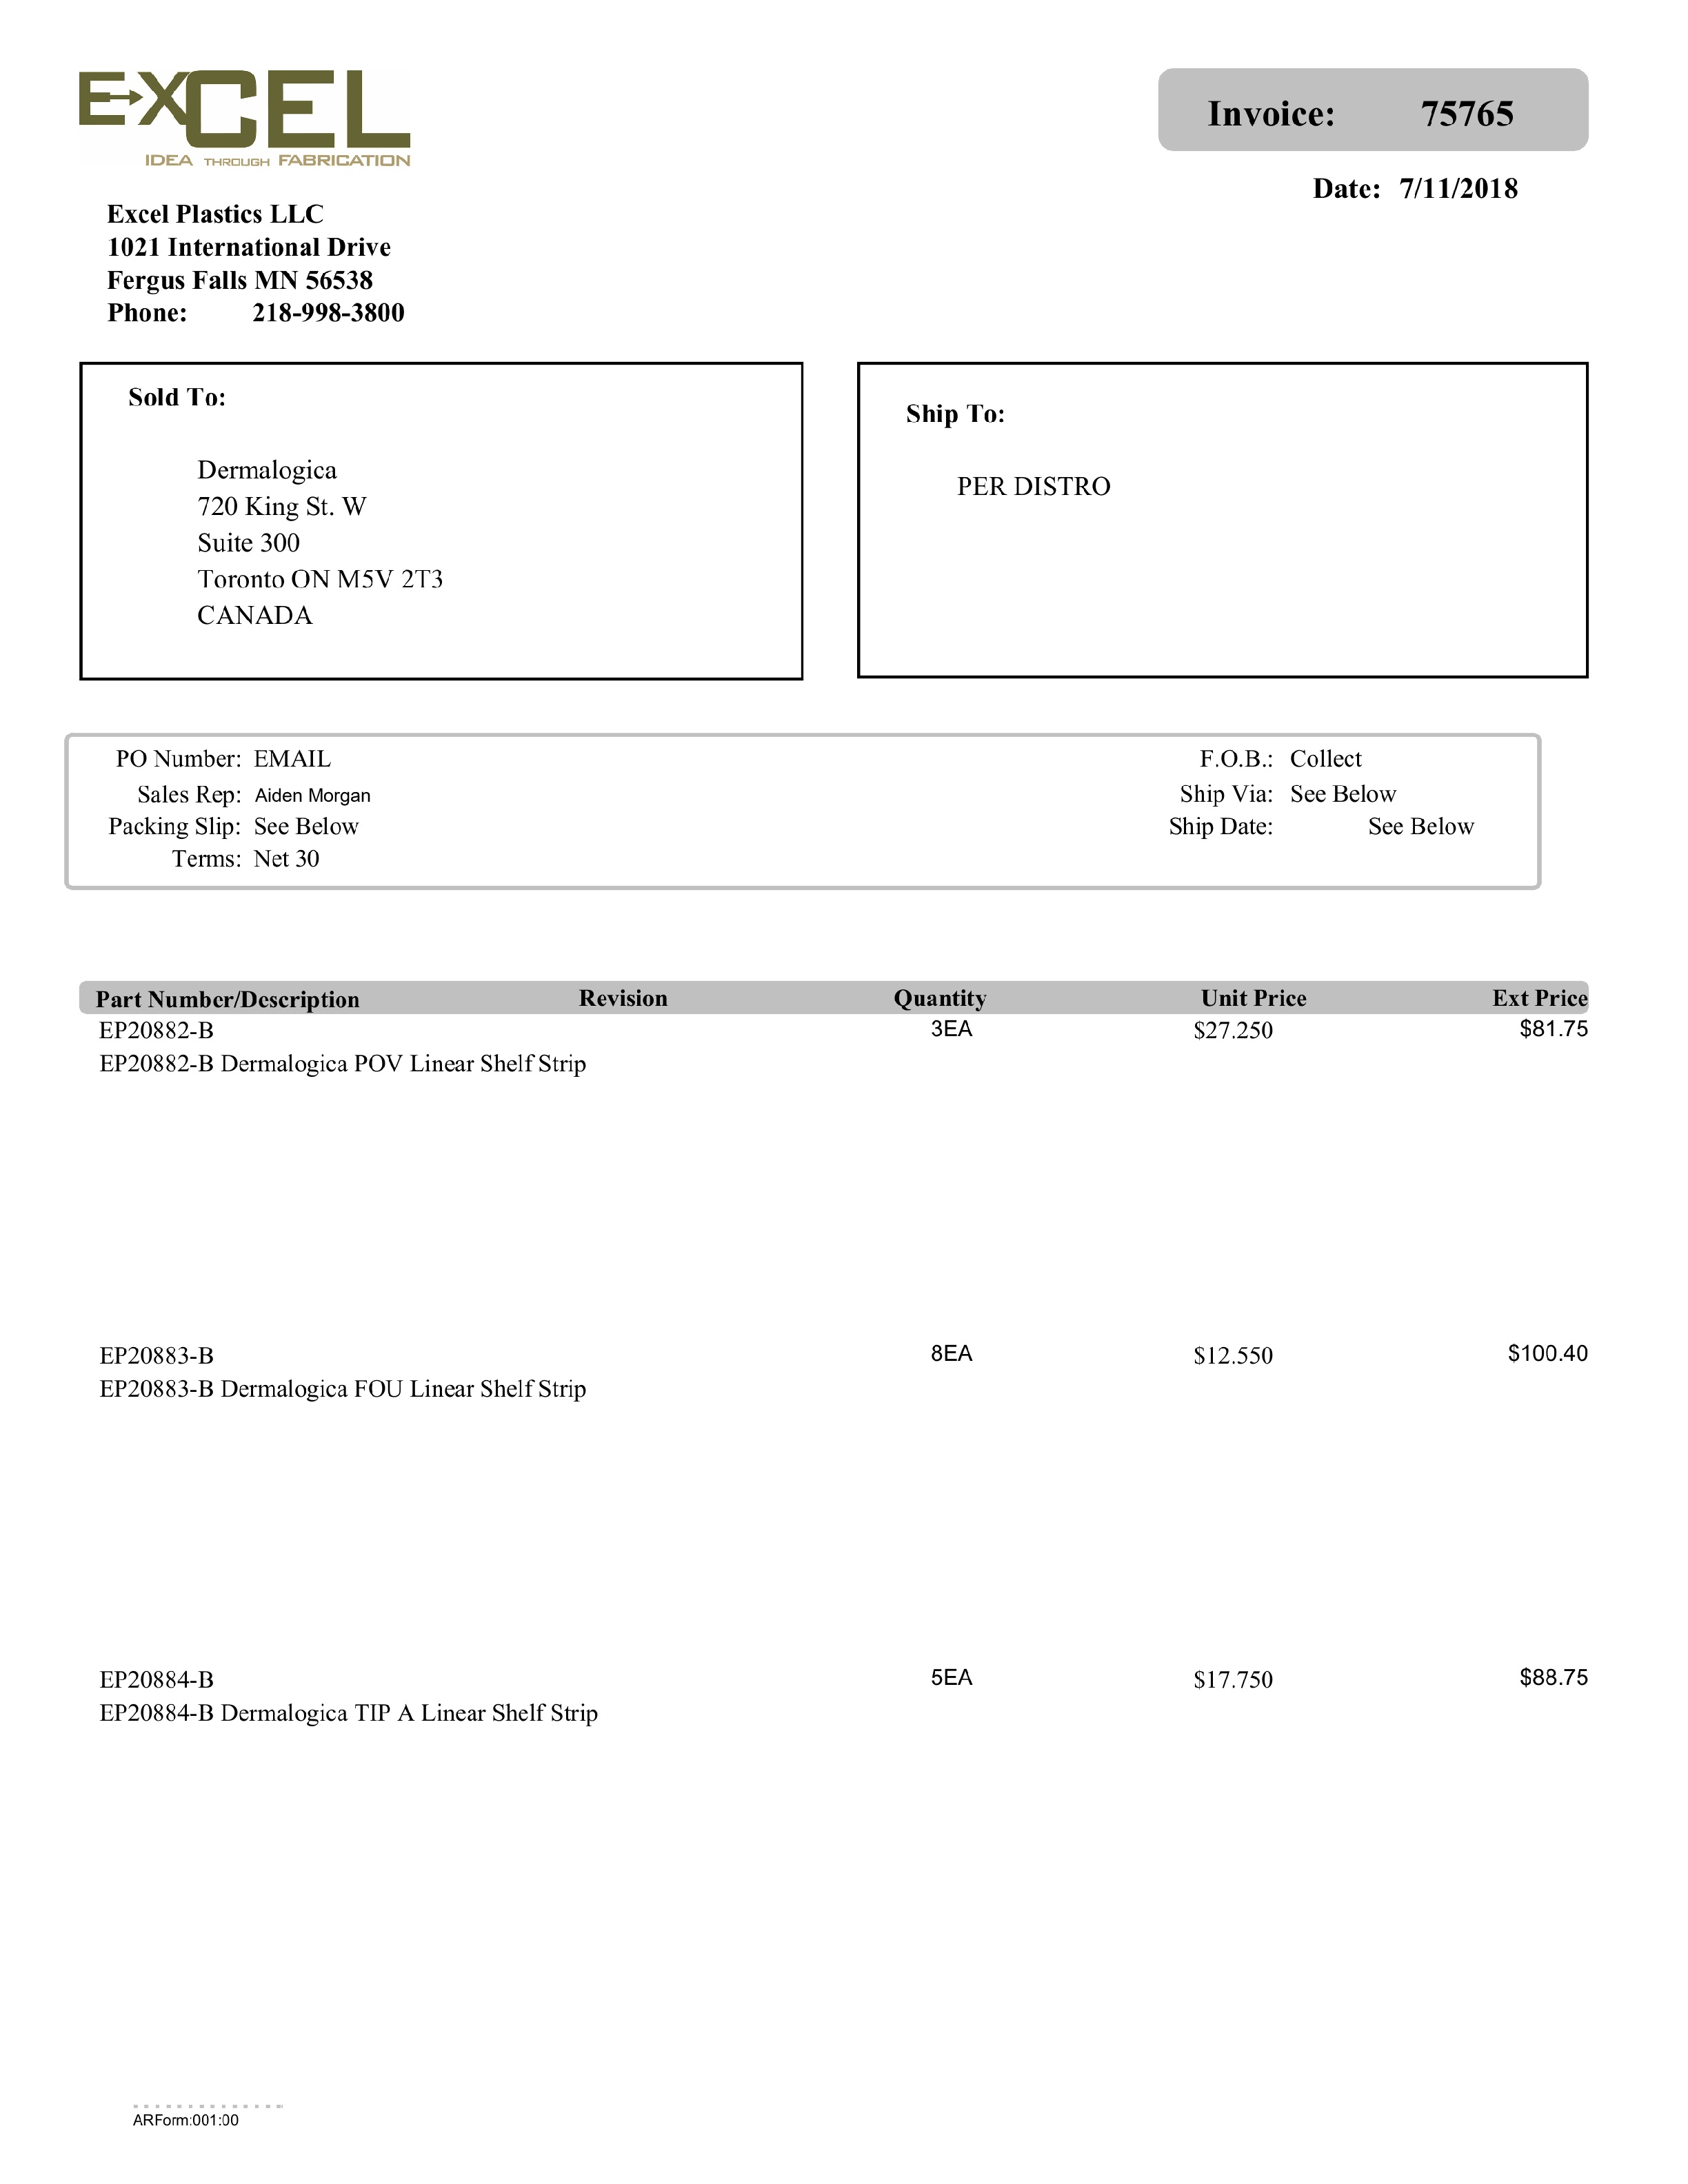 EXCEL
IDEA THROUGH FABRICATION
Invoice: 75765
Date: 7/11/2018
Excel Plastics LLC
1021 International Drive
Fergus Falls MN 56538
Phone: 218-998-3800
Sold To:
Dermalogica
720 King St. W
Suite 300
Toronto ON M5V 2T3
CANADA
Ship To:
PER DISTRO
PO Number: EMAIL
Sales Rep: Aiden Morgan
Packing Slip: See Below
Terms: Net 30
F.O.B.: Collect
Ship Via: See Below
Ship Date: See Below
Part Number/Description Revision Quantity Unit Price Ext Price
EP20882-B 3EA $27.250 $81.75
EP20882-B Dermalogica POV Linear Shelf Strip
EP20883-B 8EA $12.550 $100.40
EP20883-B Dermalogica FOU Linear Shelf Strip
EP20884-B 5EA $17.750 $88.75
EP20884-B Dermalogica TIP A Linear Shelf Strip
ARForm:001:00